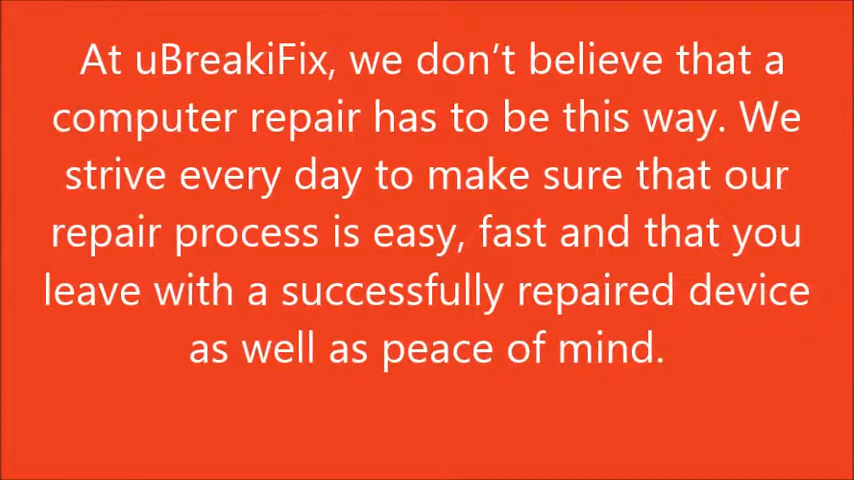 At uBreakiFix, we don’t believe that a
computer repair has to be this way. We
strive every day to make sure that our
repair process is easy, fast and that you
leave with a successfully repaired device
as well as peace of mind.